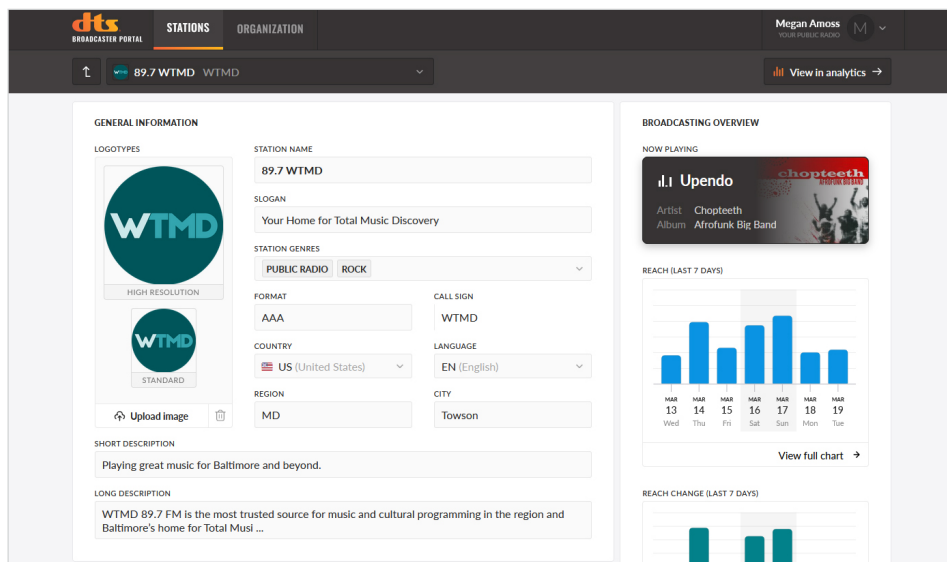 dts
BROADCASTER PORTAL
STATIONS
ORGANIZATION
Megan Amoss
YOUR PUBLIC RADIO
M
WTMD
89.7 WTMD WTMD
View in analytics
GENERAL INFORMATION
LOGOTYPES
WTMD
HIGH RESOLUTION
WTMD
STANDARD
Upload image
STATION NAME
89.7 WTMD
SLOGAN
Your Home for Total Music Discovery
STATION GENRES
PUBLIC RADIO ROCK
FORMAT
AAA
CALL SIGN
WTMD
COUNTRY
US (United States)
LANGUAGE
EN (English)
REGION
MD
CITY
Towson
SHORT DESCRIPTION
Playing great music for Baltimore and beyond.
LONG DESCRIPTION
WTMD 89.7 FM is the most trusted source for music and cultural programming in the region and
Baltimore's home for Total Musi ...
BROADCASTING OVERVIEW
NOW PLAYING
Upendo
Artist Chopteeth
Album Afrofunk Big Band
chopteeth
AFROFUNK BIG BAND
REACH (LAST 7 DAYS)
MAR MAR MAR MAR MAR MAR MAR
13 14 15 16 17 18 19
Wed Thu Fri Sat Sun Mon Tue
View full chart
REACH CHANGE (LAST 7 DAYS)